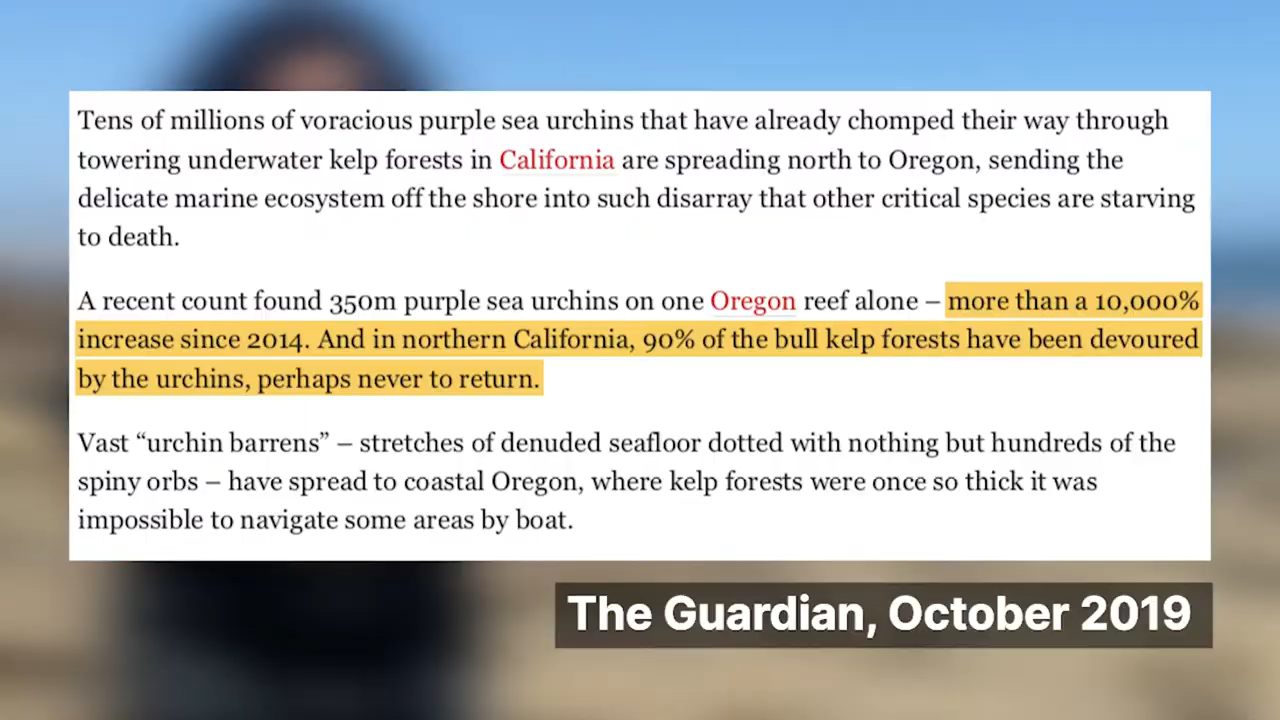 Tens of millions of voracious purple sea urchins that have already chomped their way through
towering underwater kelp forests in California are spreading north to Oregon, sending the
delicate marine ecosystem off the shore into such disarray that other critical species are starving
to death.
A recent count found 350m purple sea urchins on one Oregon reef alone – more than a 10,000%
increase since 2014. And in northern California, 90% of the bull kelp forests have been devoured
by the urchins, perhaps never to return.
Vast “urchin barrens” – stretches of denuded seafloor dotted with nothing but hundreds of the
spiny orbs – have spread to coastal Oregon, where kelp forests were once so thick it was
impossible to navigate some areas by boat.
The Guardian, October 2019